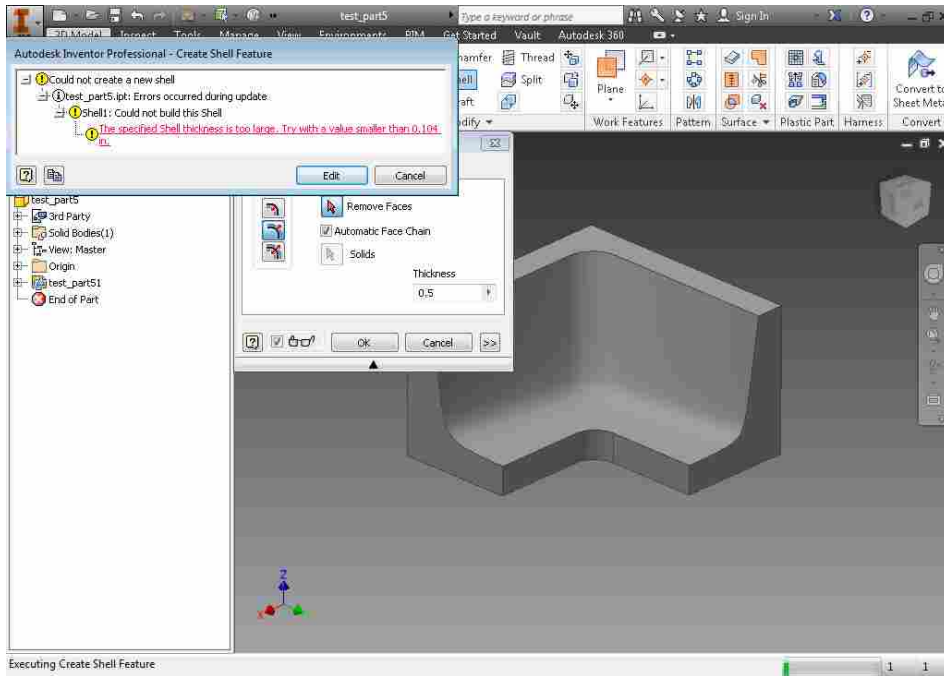 test_part5
Type a keyword or phrase
Sign In
3D Model Inspect Tools Manage View Environments BIM Get Started Vault Autodesk 360
Autodesk Inventor Professional - Create Shell Feature
Could not create a new shell
test_part5.ipt: Errors occurred during update
Shell1: Could not build this Shell
The specified Shell thickness is too large. Try with a value smaller than 0.104
in.
Edit Cancel
hamfer Thread
hell Split
raft
odify
Plane
Work Features Pattern Surface Plastic Part Harness Convert
Convert to
Sheet Meta
Remove Faces
Automatic Face Chain
Solids
Thickness
0.5
OK Cancel >>
test_part5
3rd Party
Solid Bodies(1)
View: Master
Origin
test_part51
End of Part
Z
X
Executing Create Shell Feature
1 1